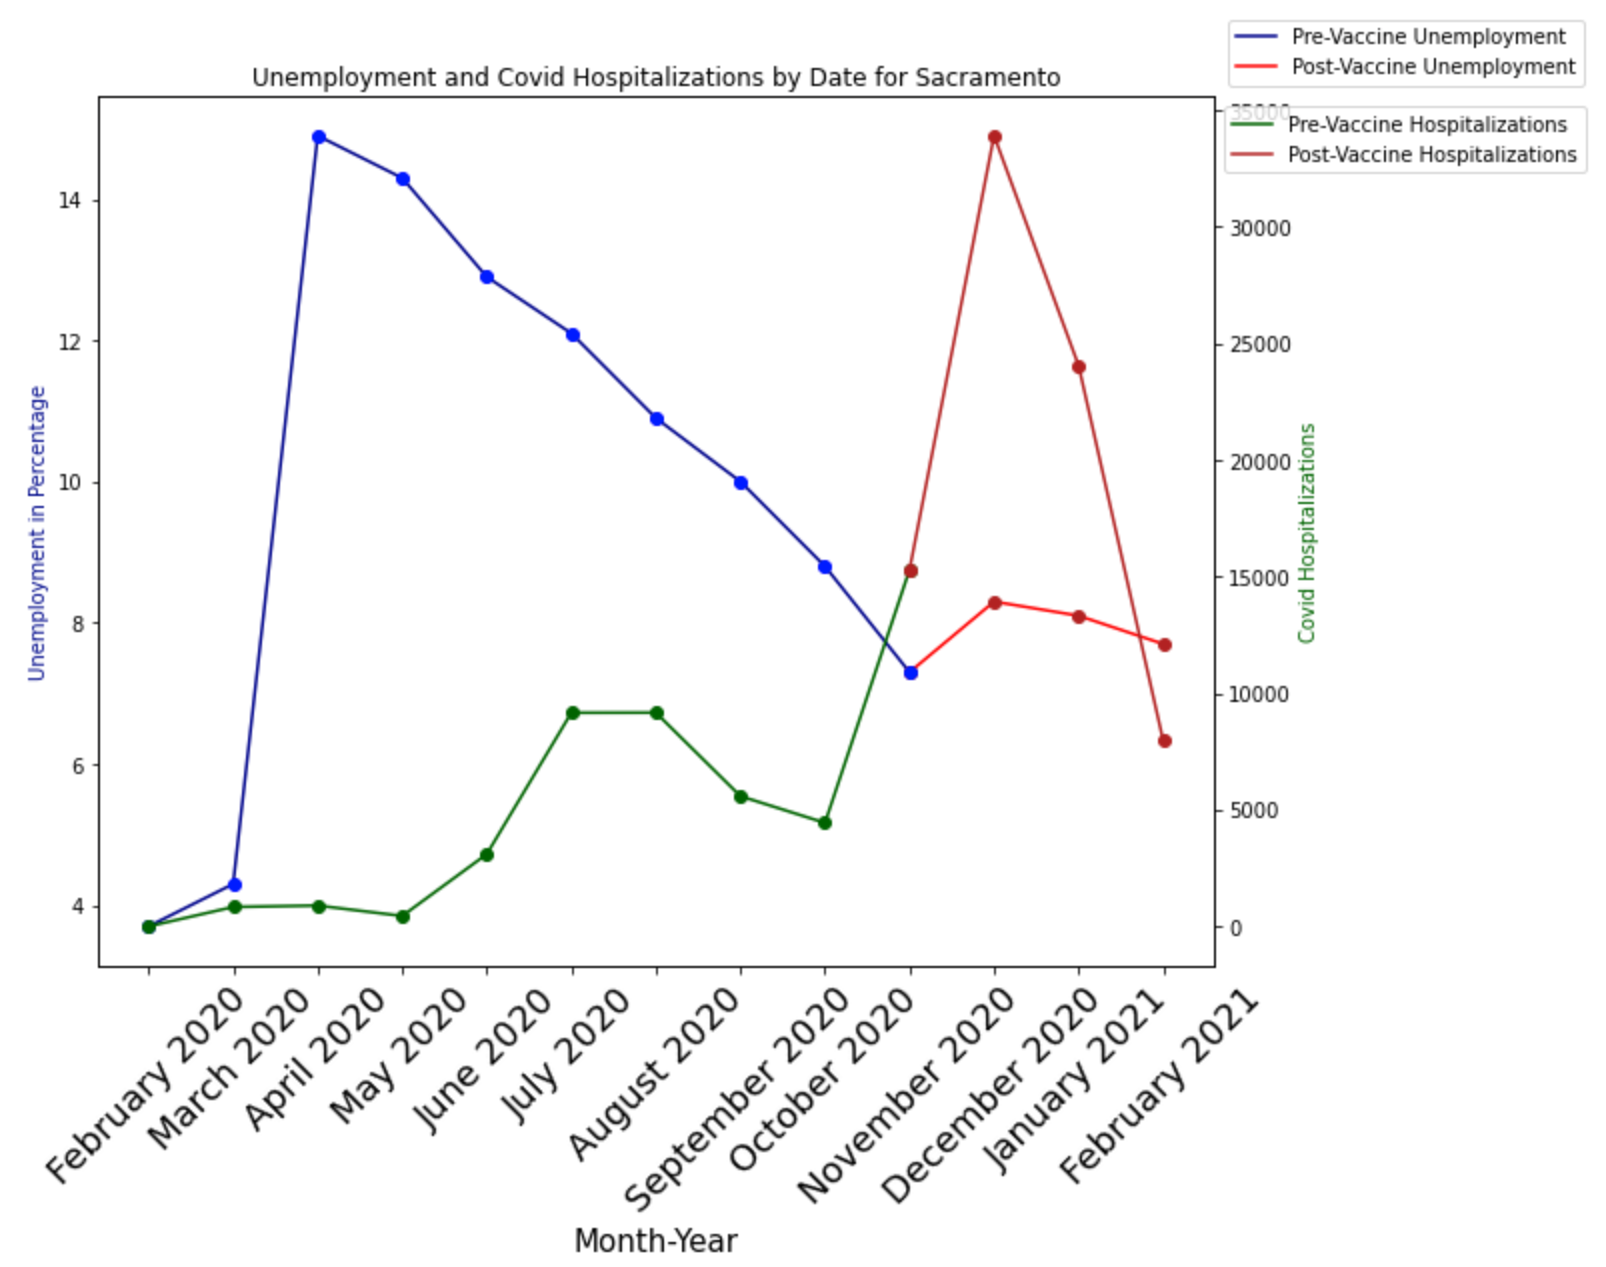 Pre-Vaccine Unemployment
Post-Vaccine Unemployment
Unemployment and Covid Hospitalizations by Date for Sacramento
35000
Pre-Vaccine Hospitalizations
Post-Vaccine Hospitalizations
14
12
10
8
6
4
Unemployment in Percentage
30000
25000
20000
15000
10000
5000
0
Covid Hospitalizations
February 2020
March 2020
April 2020
May 2020
June 2020
July 2020
August 2020
September 2020
October 2020
November 2020
December 2020
January 2021
February 2021
Month-Year